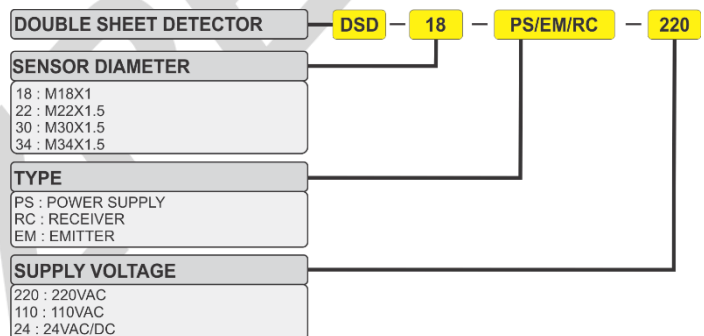 DOUBLE SHEET DETECTOR DSD – 18 – PS/EM/RC – 220
SENSOR DIAMETER
18 : M18X1
22 : M22X1.5
30 : M30X1.5
34 : M34X1.5
TYPE
PS : POWER SUPPLY
RC : RECEIVER
EM : EMITTER
SUPPLY VOLTAGE
220 : 220VAC
110 : 110VAC
24 : 24VAC/DC